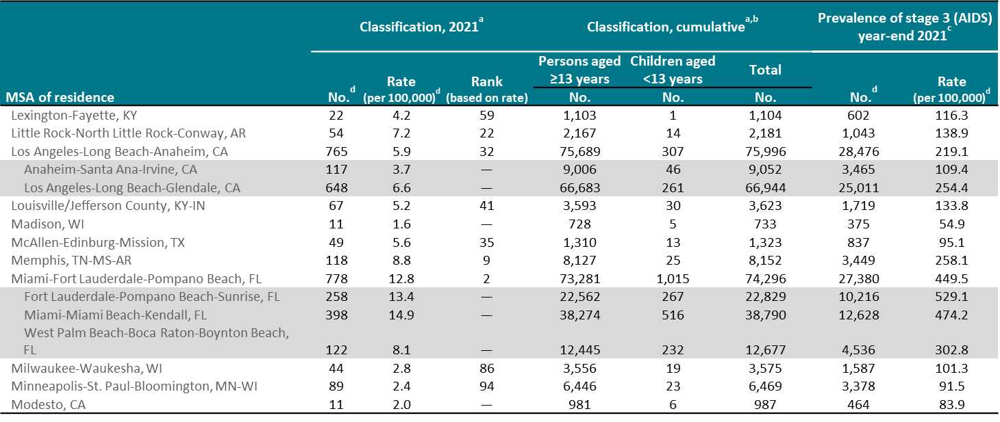 Classification, 2021a Classification, cumulativea,b Prevalence of stage 3 (AIDS)
year-end 2021c
Persons aged Children aged
≥13 years <13 years Total
Rate Rank Rate
MSA of residence No.d (per 100,000)d (based on rate) No. No. No. No.d (per 100,000)d
Lexington-Fayette, KY 22 4.2 59 1,103 1 1,104 602 116.3
Little Rock-North Little Rock-Conway, AR 54 7.2 22 2,167 14 2,181 1,043 138.9
Los Angeles-Long Beach-Anaheim, CA 765 5.9 32 75,689 307 75,996 28,476 219.1
Anaheim-Santa Ana-Irvine, CA 117 3.7 — 9,006 46 9,052 3,465 109.4
Los Angeles-Long Beach-Glendale, CA 648 6.6 — 66,683 261 66,944 25,011 254.4
Louisville/Jefferson County, KY-IN 67 5.2 41 3,593 30 3,623 1,719 133.8
Madison, WI 11 1.6 — 728 5 733 375 54.9
McAllen-Edinburg-Mission, TX 49 5.6 35 1,310 13 1,323 837 95.1
Memphis, TN-MS-AR 118 8.8 9 8,127 25 8,152 3,449 258.1
Miami-Fort Lauderdale-Pompano Beach, FL 778 12.8 2 73,281 1,015 74,296 27,380 449.5
Fort Lauderdale-Pompano Beach-Sunrise, FL 258 13.4 — 22,562 267 22,829 10,216 529.1
Miami-Miami Beach-Kendall, FL 398 14.9 — 38,274 516 38,790 12,628 474.2
West Palm Beach-Boca Raton-Boynton Beach,
FL 122 8.1 — 12,445 232 12,677 4,536 302.8
Milwaukee-Waukesha, WI 44 2.8 86 3,556 19 3,575 1,587 101.3
Minneapolis-St. Paul-Bloomington, MN-WI 89 2.4 94 6,446 23 6,469 3,378 91.5
Modesto, CA 11 2.0 — 981 6 987 464 83.9